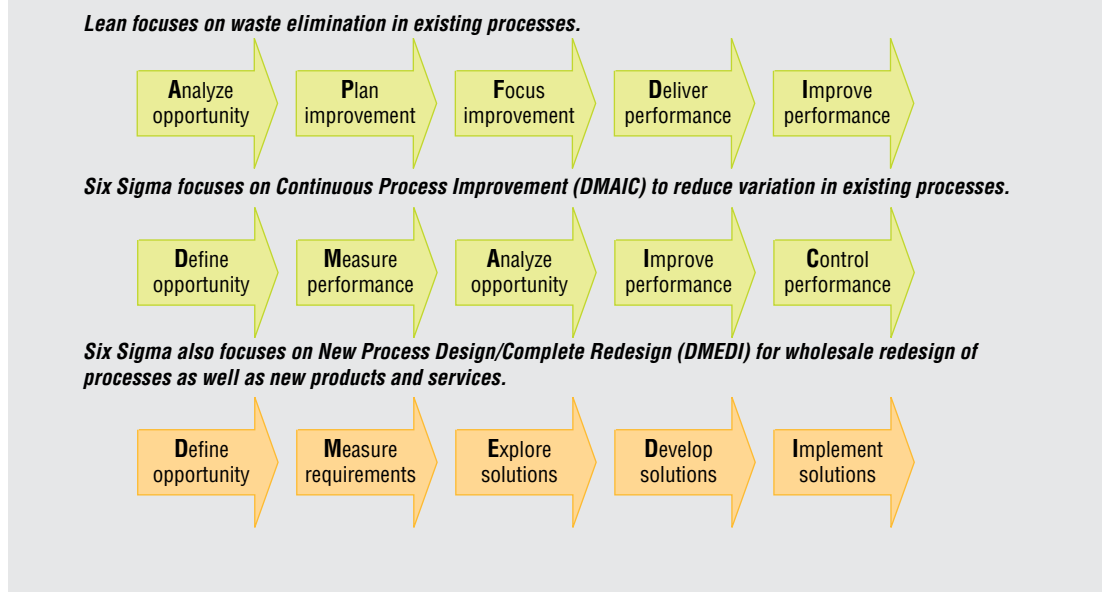 Lean focuses on waste elimination in existing processes.
Analyze
opportunity
Plan
improvement
Focus
improvement
Deliver
performance
Improve
performance
Six Sigma focuses on Continuous Process Improvement (DMAIC) to reduce variation in existing processes.
Define
opportunity
Measure
performance
Analyze
opportunity
Improve
performance
Control
performance
Six Sigma also focuses on New Process Design/Complete Redesign (DMEDI) for wholesale redesign of
processes as well as new products and services.
Define
opportunity
Measure
requirements
Explore
solutions
Develop
solutions
Implement
solutions